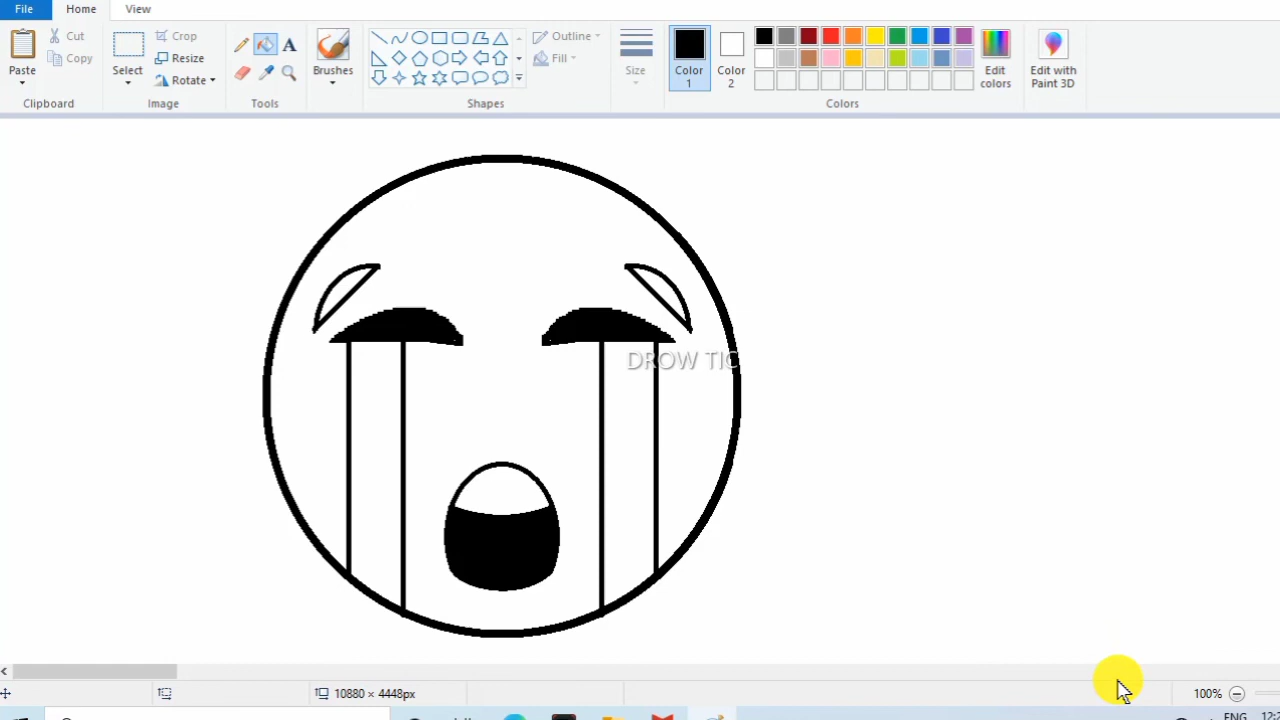 File Home View
Paste Cut Copy Clipboard
Select Crop Resize Rotate Image
Tools
Brushes
Shapes Outline Fill
Size
Color 1 Color 2 Edit colors Colors
Edit with Paint 3D
DROW TIC
10880 × 4448px 100%
ENG